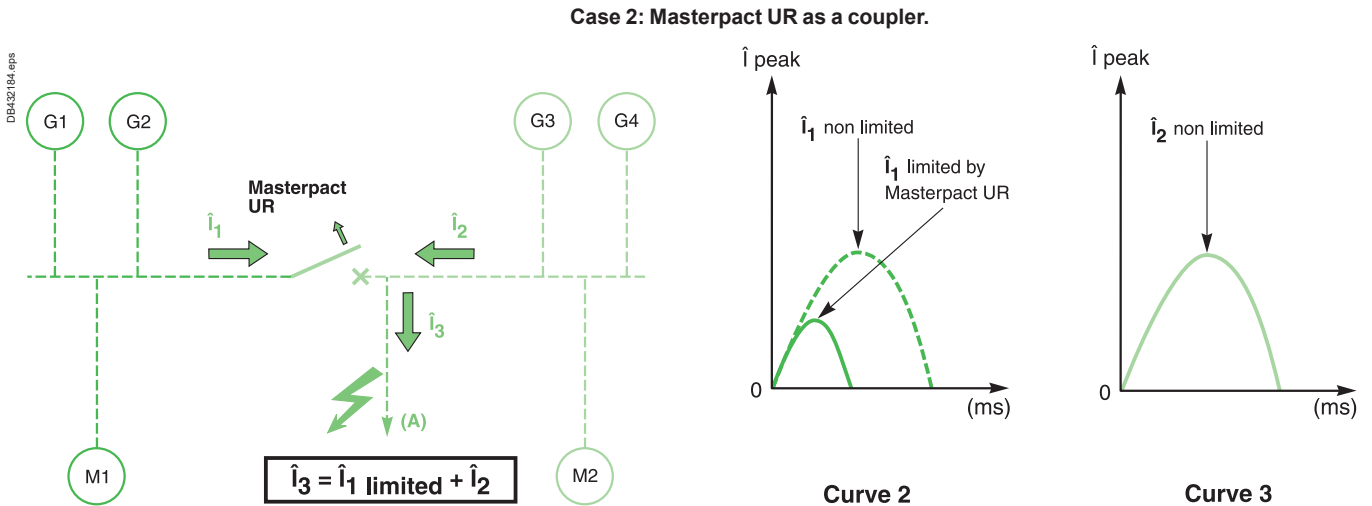 Case 2: Masterpact UR as a coupler.
DB432184.eps
G1
G2
G3
G4
Masterpact
UR
Î1
Î2
Î3
(A)
M1
M2
Î3 = Î1 limited + Î2
Î peak
Î1 non limited
Î1 limited by
Masterpact UR
0
(ms)
Curve 2
Î peak
Î2 non limited
0
(ms)
Curve 3